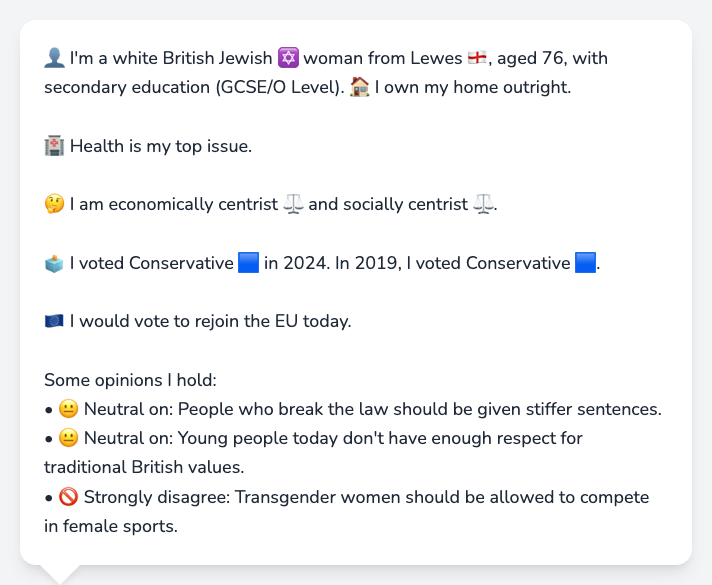 👤 I'm a white British Jewish ✡️ woman from Lewes 🏴󠁧󠁢󠁥󠁮󠁧󠁿, aged 76, with
secondary education (GCSE/O Level). 🏠 I own my home outright.
🏥 Health is my top issue.
🤔 I am economically centrist ⚖️ and socially centrist ⚖️.
🗳️ I voted Conservative 🟦 in 2024. In 2019, I voted Conservative 🟦.
🇪🇺 I would vote to rejoin the EU today.
Some opinions I hold:
• 😐 Neutral on: People who break the law should be given stiffer sentences.
• 😐 Neutral on: Young people today don't have enough respect for
traditional British values.
• 🚫 Strongly disagree: Transgender women should be allowed to compete
in female sports.